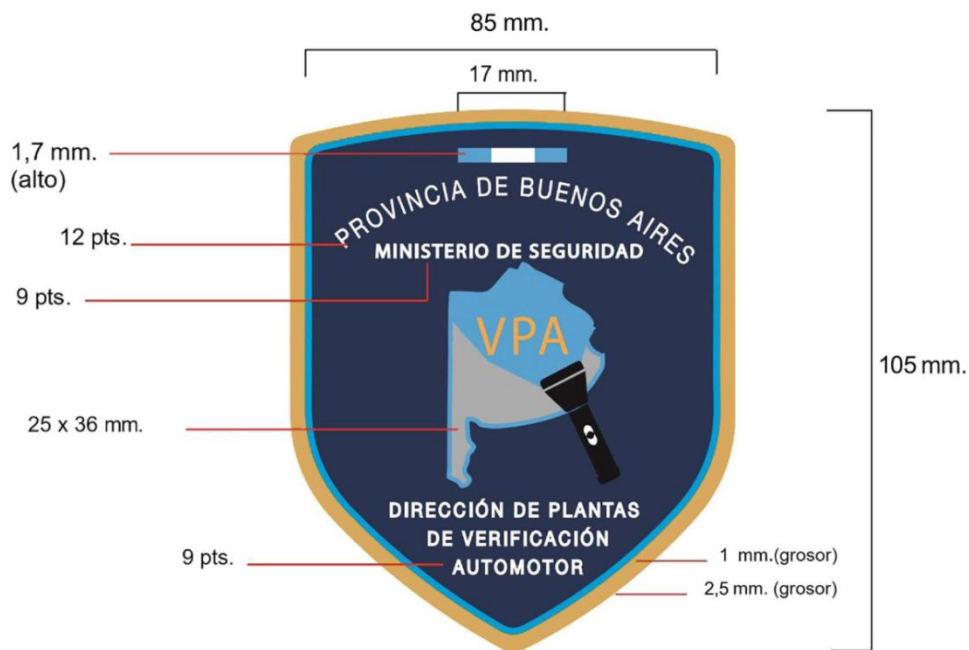 85 mm.
17 mm.
1,7 mm.
(alto)
PROVINCIA DE BUENOS AIRES
12 pts.
MINISTERIO DE SEGURIDAD
9 pts.
VPA
105 mm.
25 x 36 mm.
DIRECCIÓN DE PLANTAS
DE VERIFICACIÓN
AUTOMOTOR
9 pts.
1 mm.(grosor)
2,5 mm. (grosor)